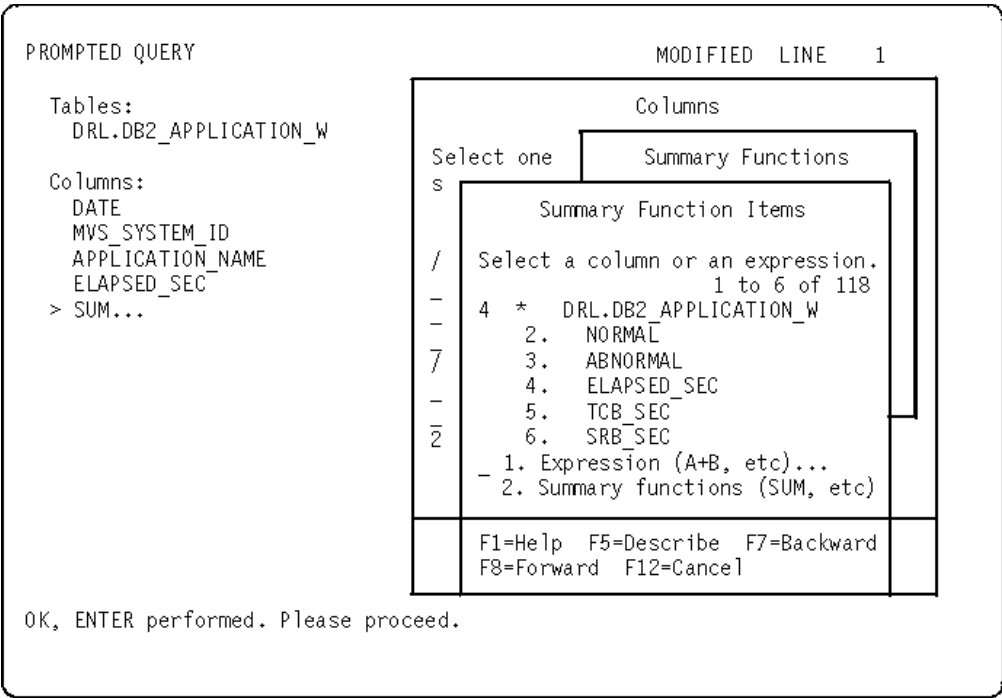 PROMPTED QUERY MODIFIED LINE 1
Tables:
DRL.DB2_APPLICATION_W
Columns:
DATE
MVS_SYSTEM_ID
APPLICATION_NAME
ELAPSED_SEC
> SUM...
Columns
Select one
s
/
_
_
_
7
_
_
2
Summary Functions
Summary Function Items
Select a column or an expression.
1 to 6 of 118
4 * DRL.DB2_APPLICATION_W
2. NORMAL
3. ABNORMAL
4. ELAPSED_SEC
5. TCB_SEC
6. SRB_SEC
_ 1. Expression (A+B, etc)...
2. Summary functions (SUM, etc)
F1=Help F5=Describe F7=Backward
F8=Forward F12=Cancel
OK, ENTER performed. Please proceed.